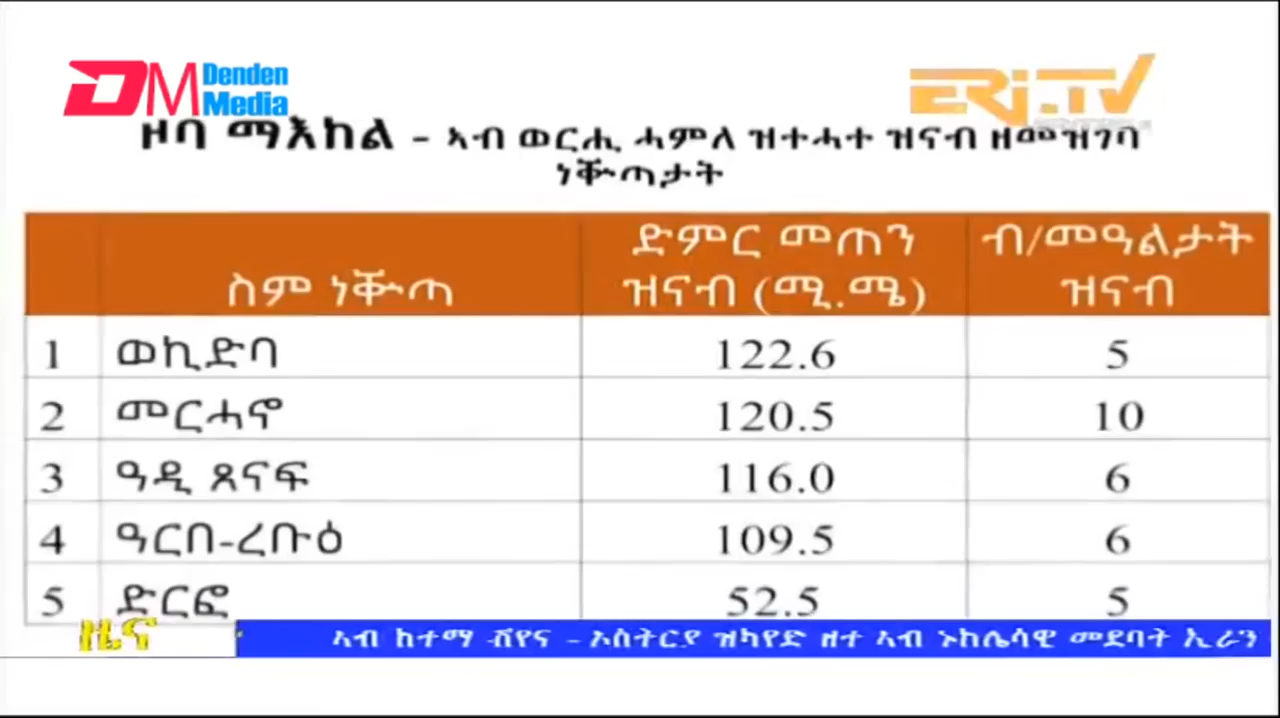 DM Denden Media
ERi-TV
ዞባ ማእከል - ኣብ ወርሒ ሓምለ ዝተሓተ ዝናብ ዘመዝገባ
ነቑጣታት
ስም ነቑጣ | ድምር መጠን ዝናብ (ሚ.ሜ) | ብ/መዓልታት ዝናብ
1 ወኪድባ 122.6 5
2 መርሓኖ 120.5 10
3 ዓዲ ጸናፍ 116.0 6
4 ዓርበ-ረቡዕ 109.5 6
5 ድርፎ 52.5 5
ዜና
ኣብ ከተማ ብየና - ኦስትርያ ዝካየድ ዘተ ኣብ ኑክሌሳዊ መደባት ኢራን